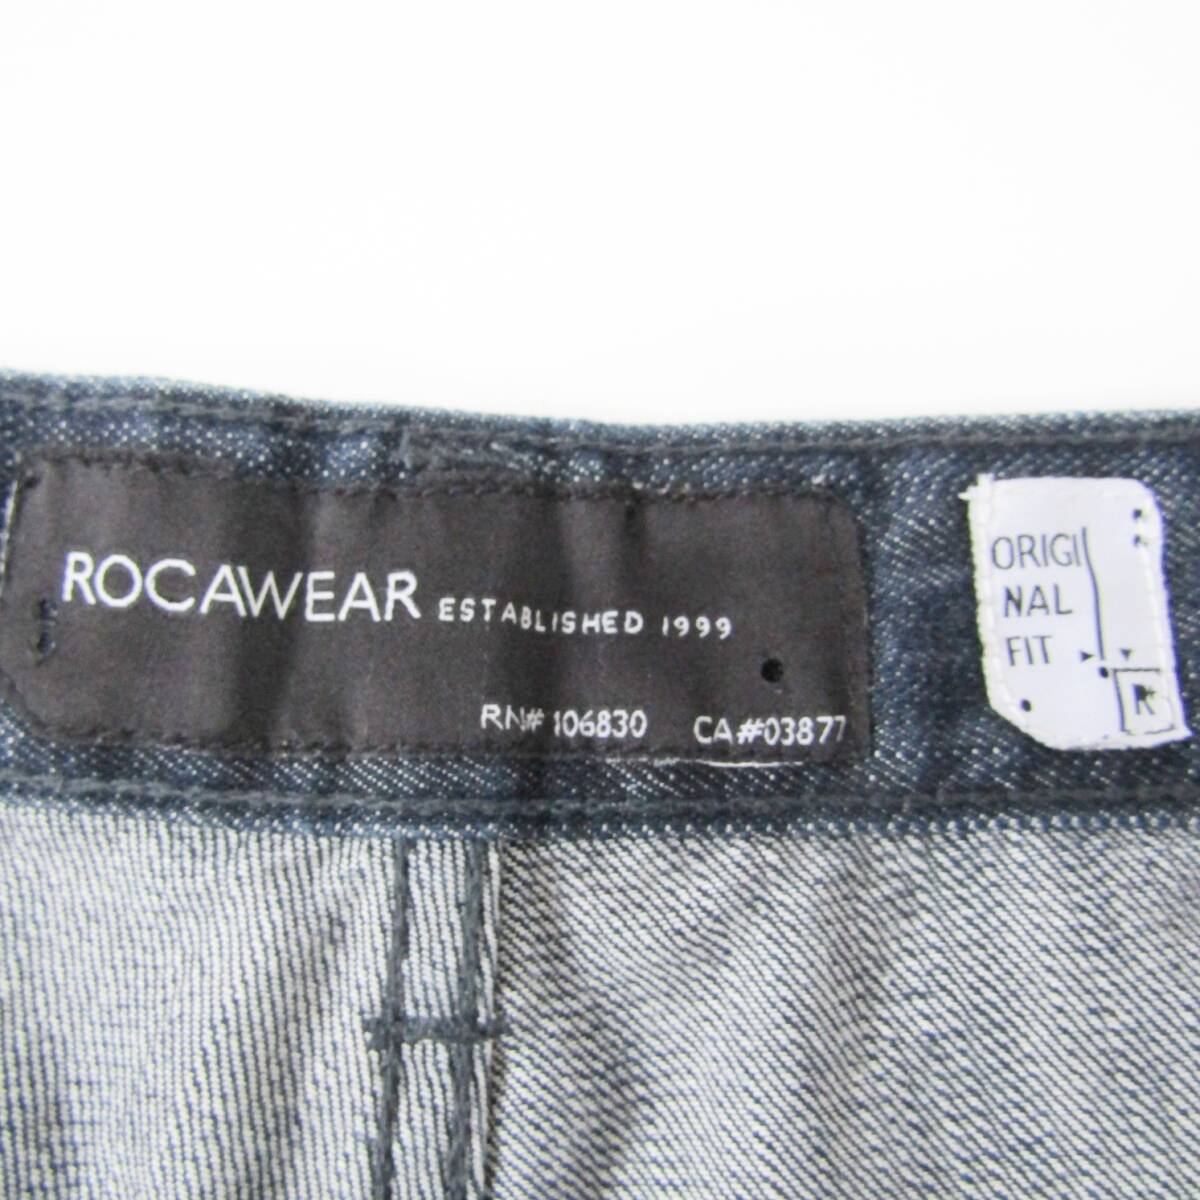 ROCAWEAR ESTABLISHED 1999
RN# 106830 CA#03877
ORIGI
NAL
FIT
R